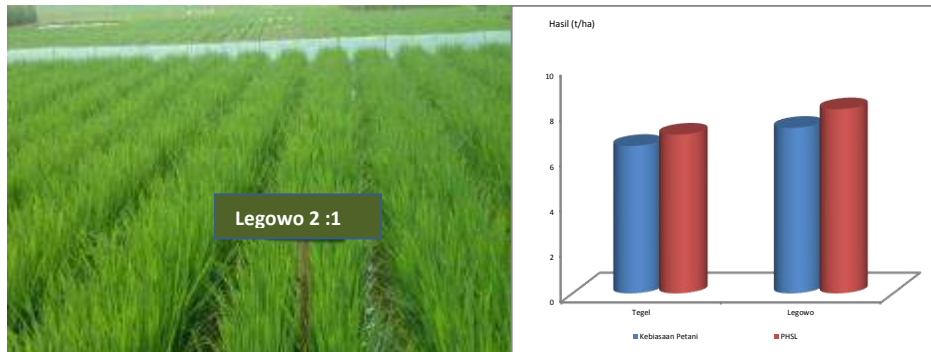 Legowo 2 :1
Hasil (t/ha)
10
8
6
4
2
0
Tegel
Legowo
Kebiasaan Petani
PHSL